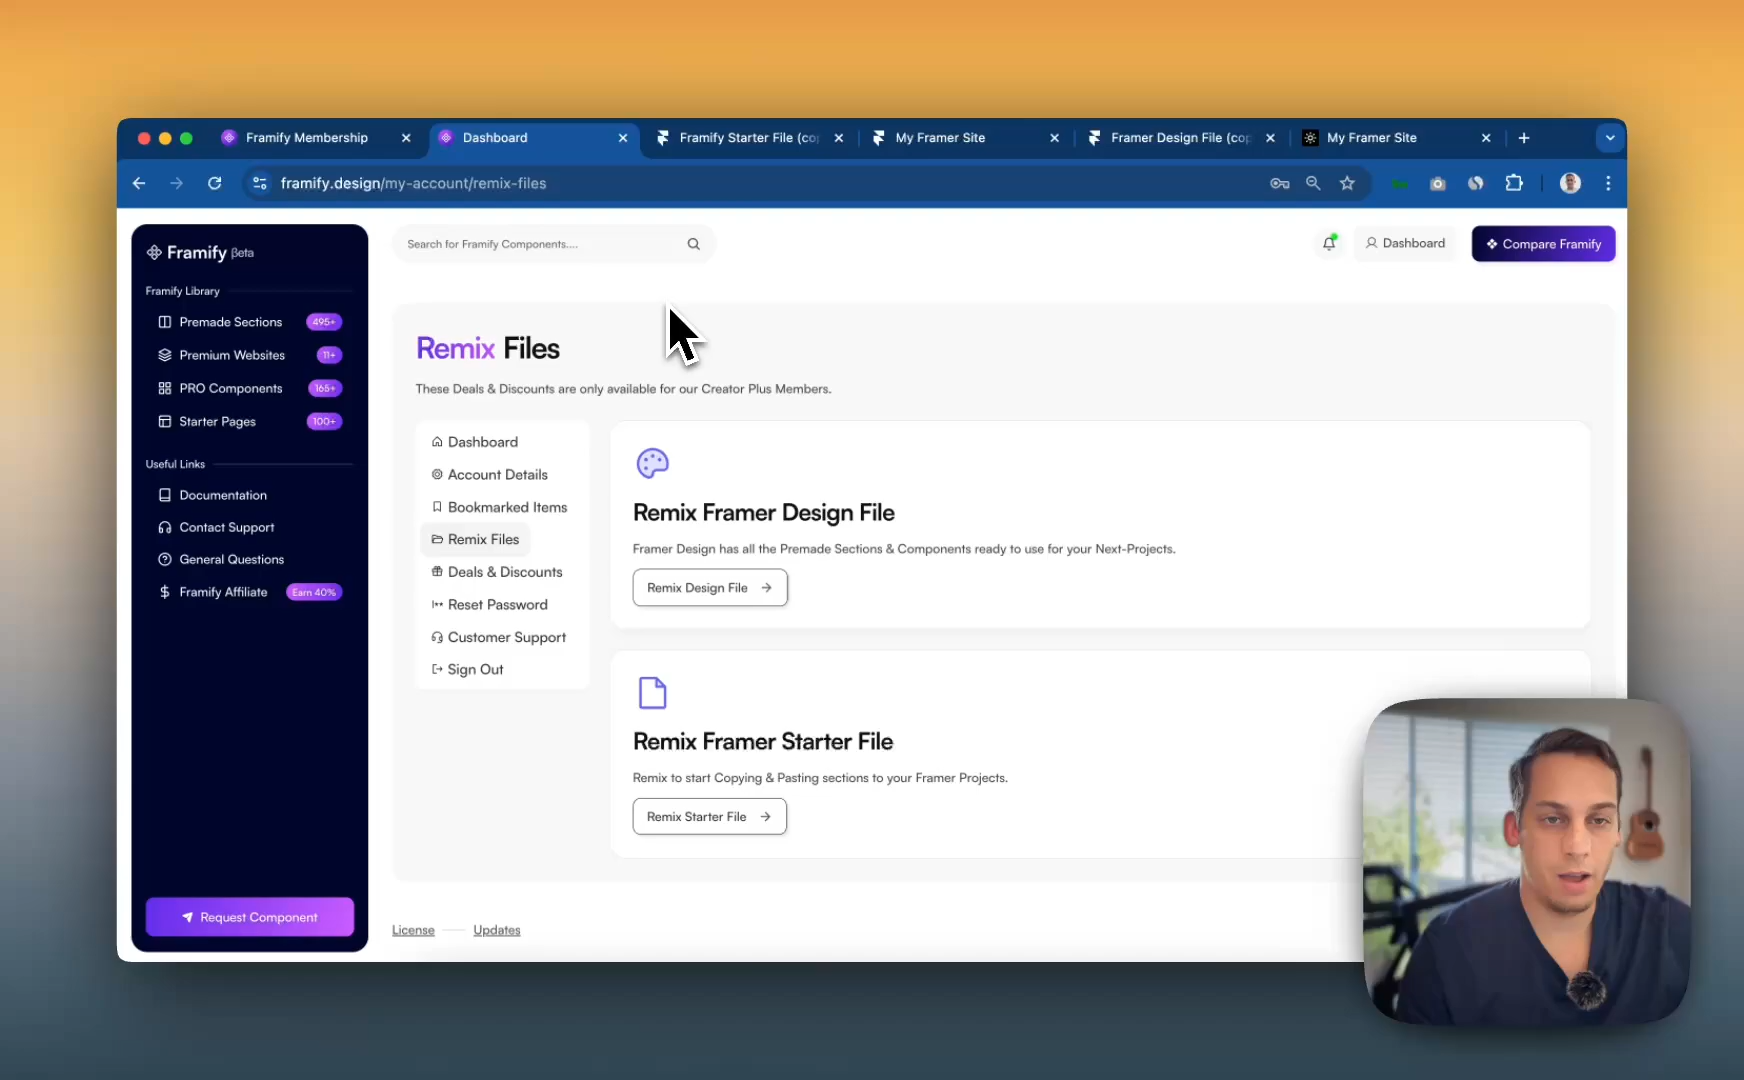 Framify Membership
Dashboard
Framify Starter File (cop
My Framer Site
Framer Design File (cop
My Framer Site
framify.design/my-account/remix-files
Framify βeta
Search for Framify Components....
Dashboard
Compare Framify
Framify Library
Premade Sections 495+
Premium Websites 11+
PRO Components 165+
Starter Pages 100+
Useful Links
Documentation
Contact Support
General Questions
Framify Affiliate Earn 40%
Request Component
Remix Files
These Deals & Discounts are only available for our Creator Plus Members.
Dashboard
Account Details
Bookmarked Items
Remix Files
Deals & Discounts
Reset Password
Customer Support
Sign Out
Remix Framer Design File
Framer Design has all the Premade Sections & Components ready to use for your Next-Projects.
Remix Design File
Remix Framer Starter File
Remix to start Copying & Pasting sections to your Framer Projects.
Remix Starter File
License
Updates